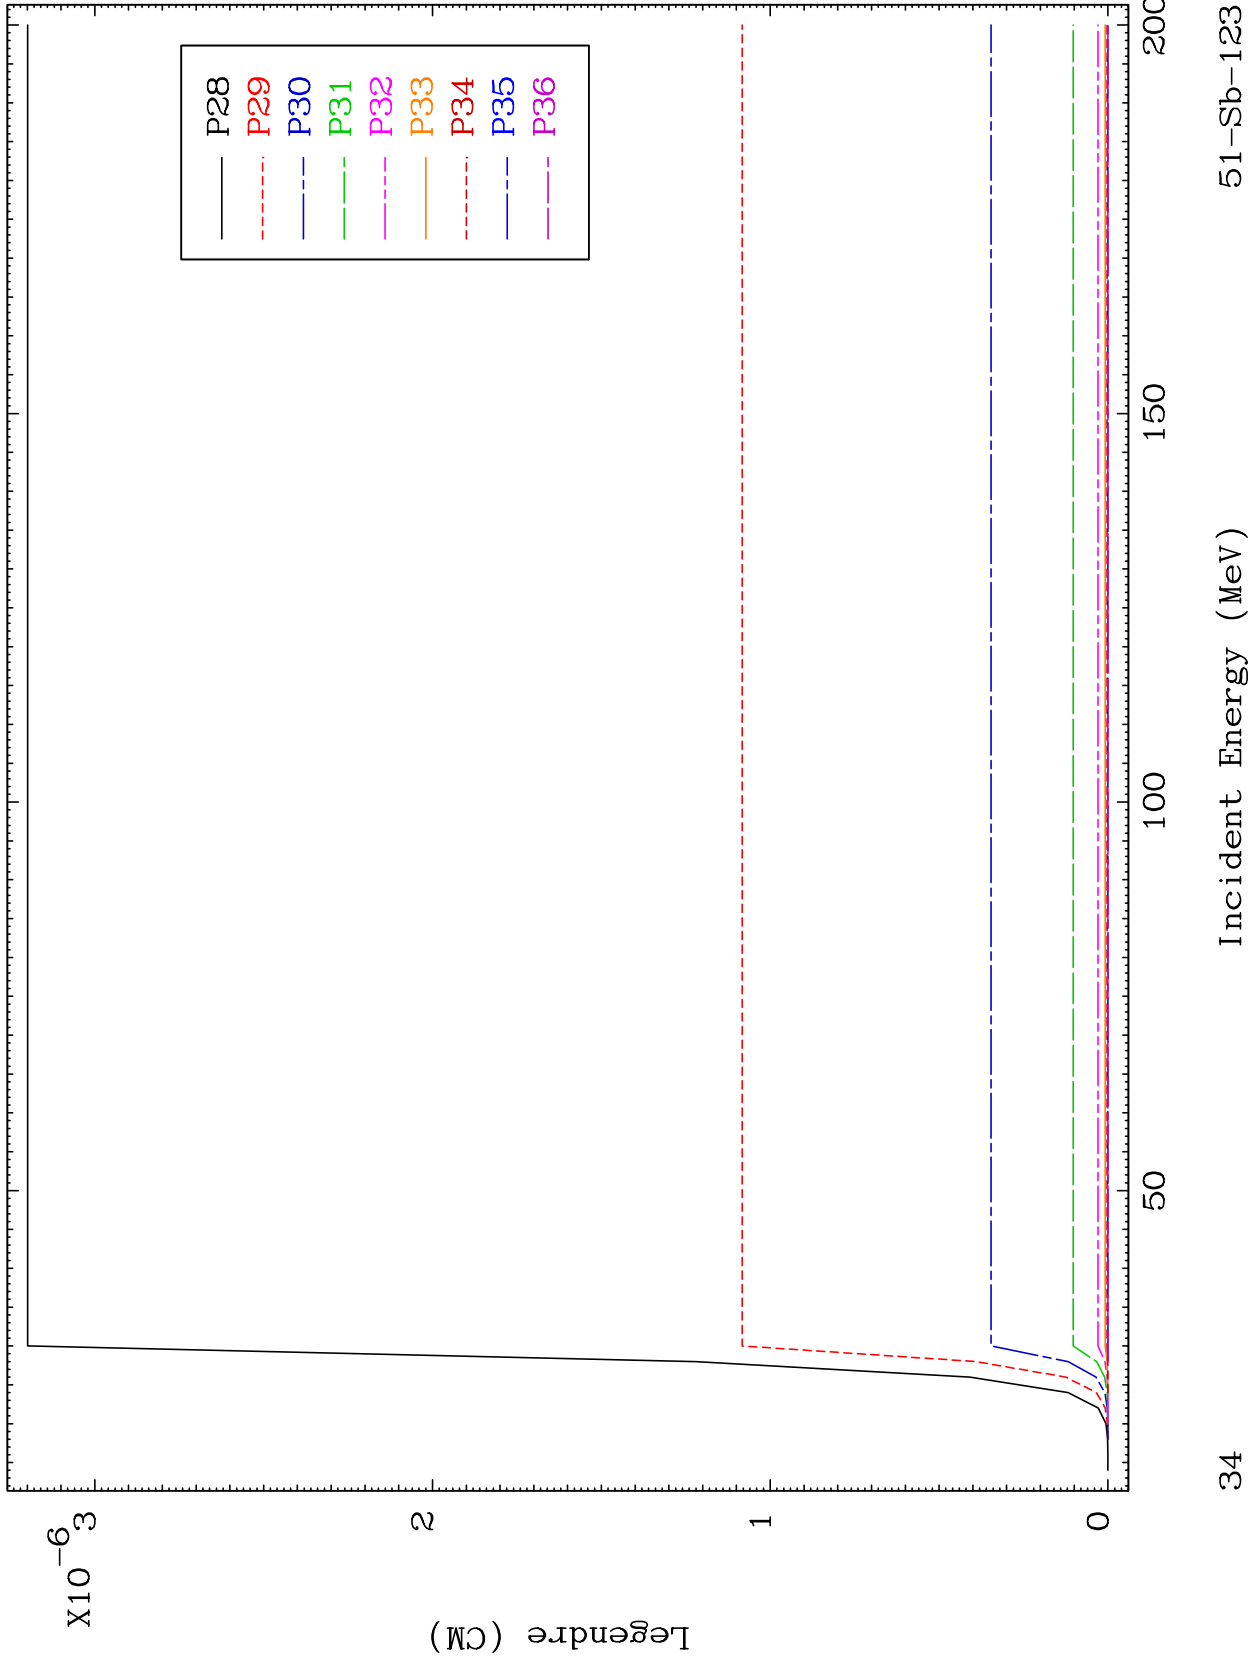 X10-6
3
2
1
0
Legendre (CM)
P28
P29
P30
P31
P32
P33
P34
P35
P36
50
100
150
200
Incident Energy (MeV)
34
51-Sb-123